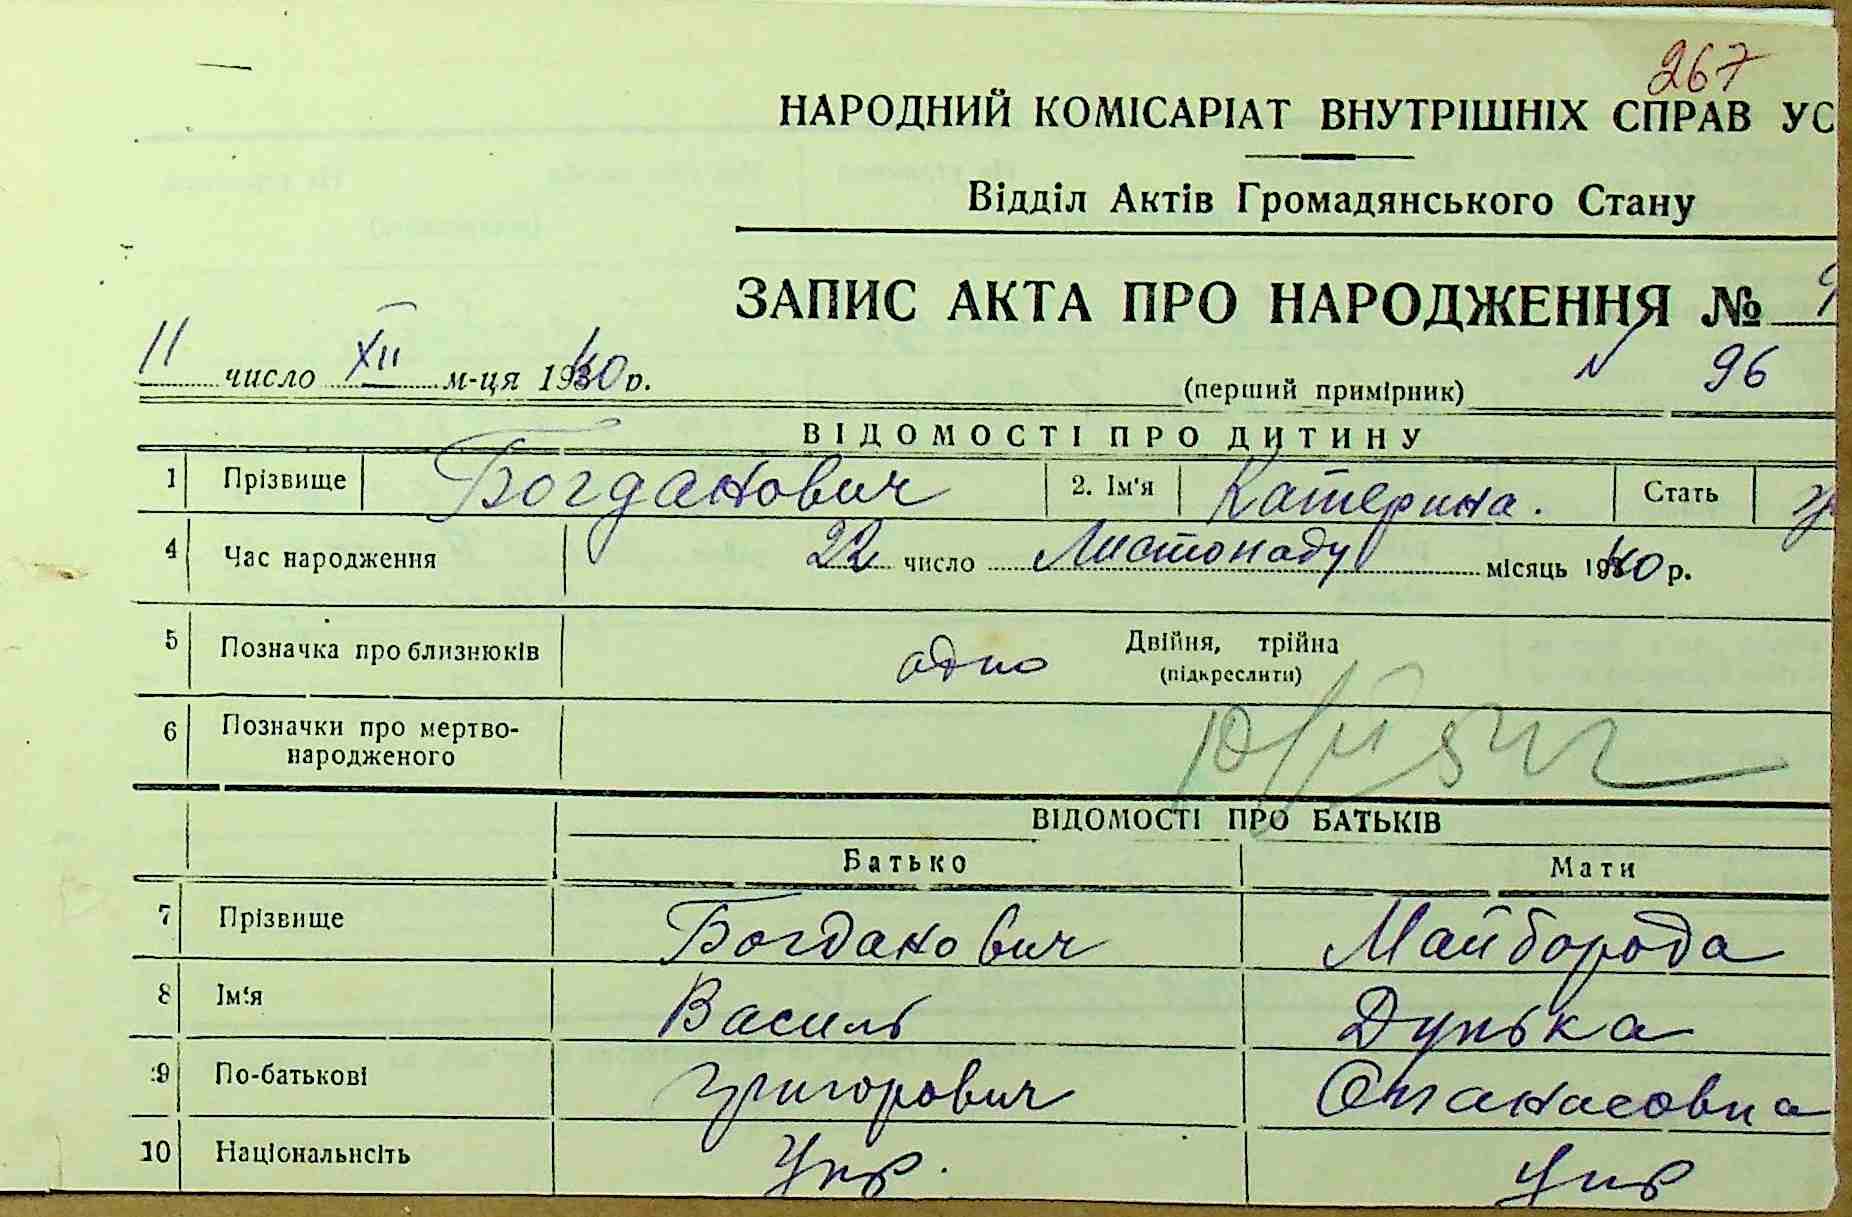 267
НАРОДНИЙ КОМІСАРІАТ ВНУТРІШНІХ СПРАВ УС
Відділ Актів Громадянського Стану
ЗАПИС АКТА ПРО НАРОДЖЕННЯ № 9
11 число XII м-ця 1940 р.
(перший примірник) 96
ВІДОМОСТІ ПРО ДИТИНУ
1 Прізвище Богданович 2. Ім'я Катерина. Стать
4 Час народження 22 число Листопаду місяць 1940 р.
5 Позначка про близнюків одно Двійня, трійна
(підкреслити)
6 Позначки про мертво-
народженого
ВІДОМОСТІ ПРО БАТЬКІВ
Батько Мати
7 Прізвище Богданович Майборода
8 Ім'я Василь Дунька
9 По-батькові Григорович Опанасовна
10 Національнсіть Укр. Укр